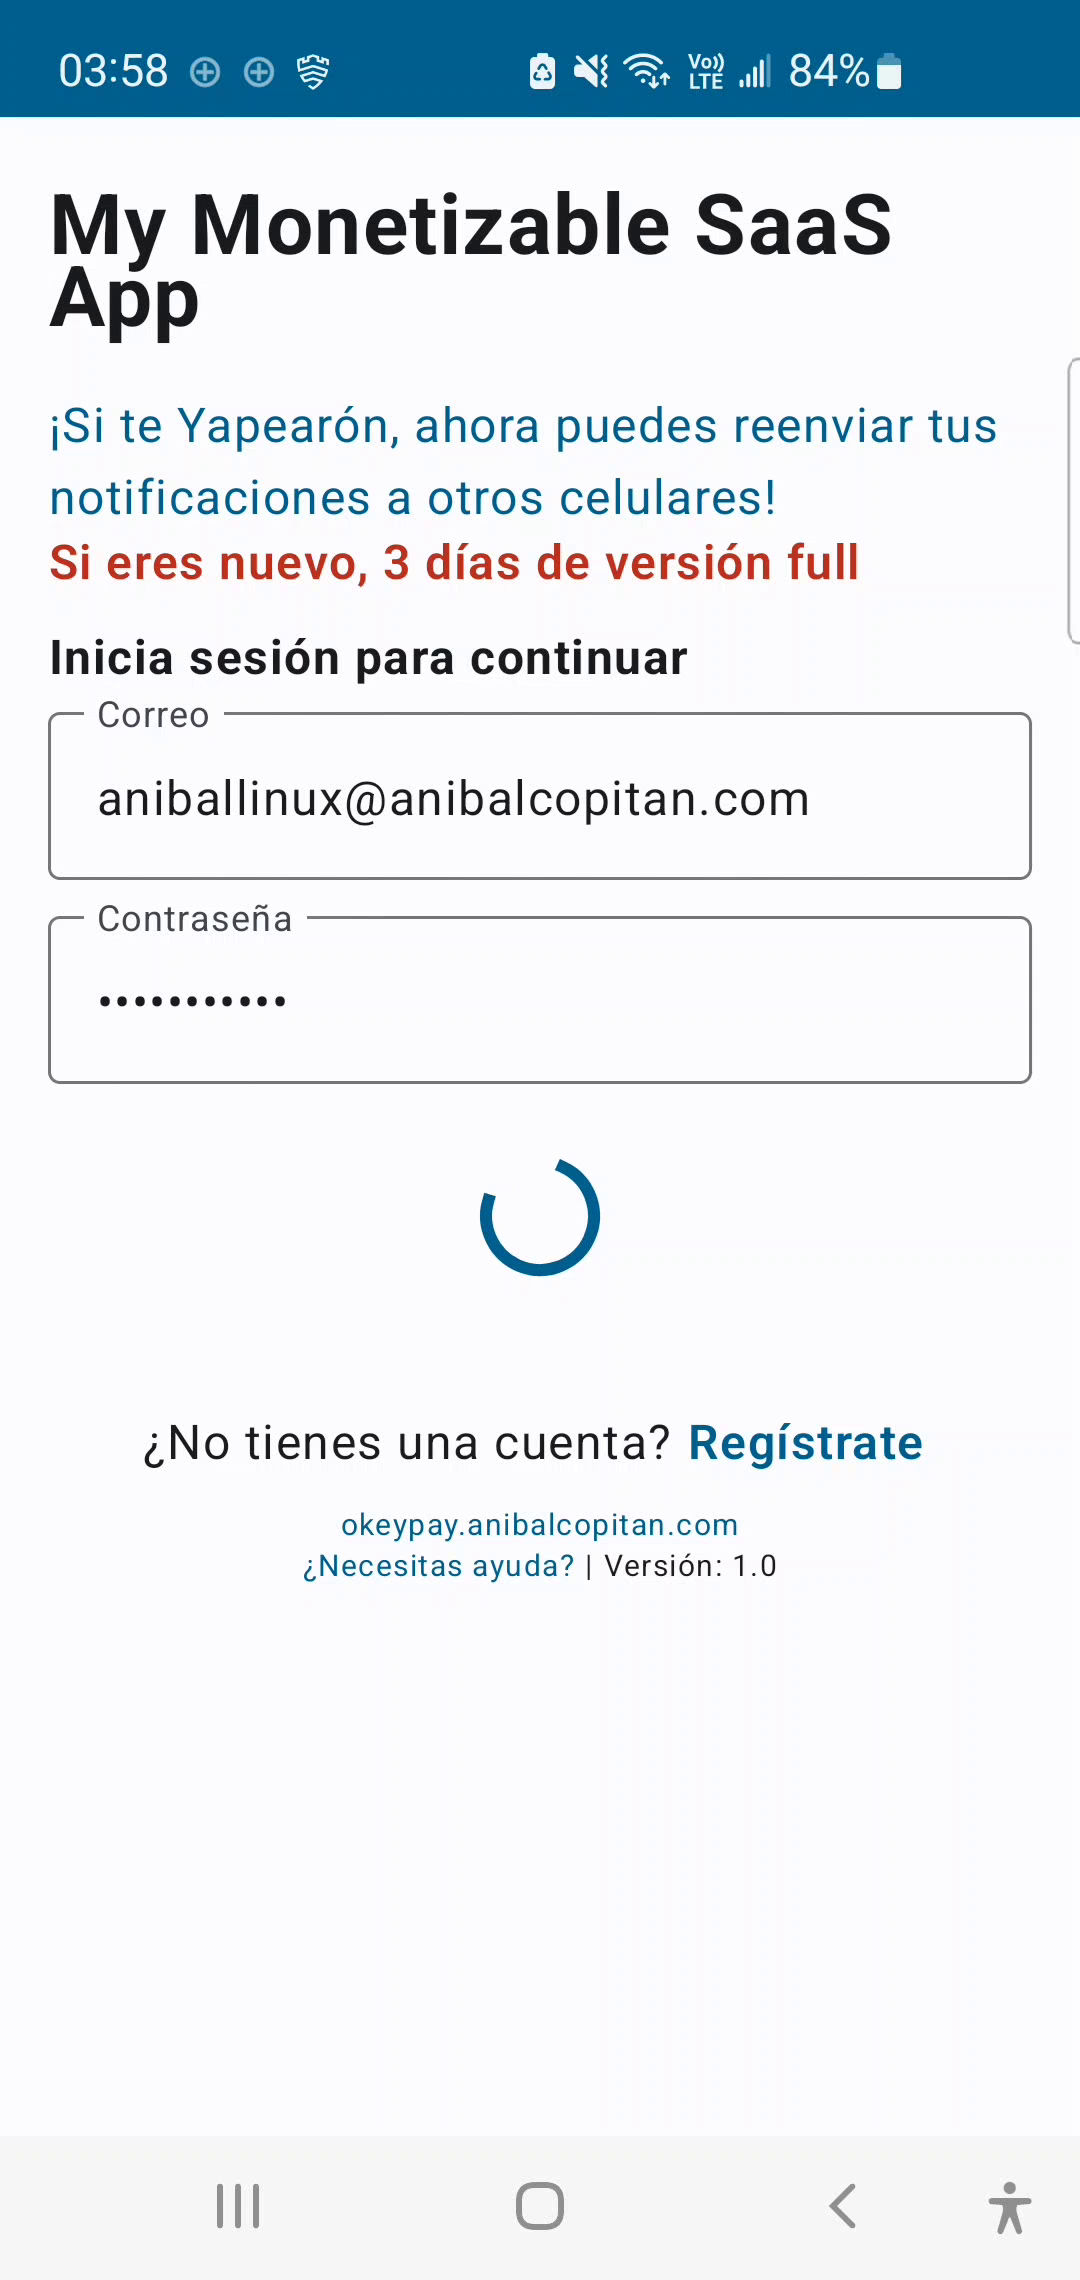 03:58
Vo)) LTE
84%
My Monetizable SaaS
App
¡Si te Yapearón, ahora puedes reenviar tus
notificaciones a otros celulares!
Si eres nuevo, 3 días de versión full
Inicia sesión para continuar
Correo
aniballinux@anibalcopitan.com
Contraseña
•••••••••••
¿No tienes una cuenta? Regístrate
okeypay.anibalcopitan.com
¿Necesitas ayuda? | Versión: 1.0